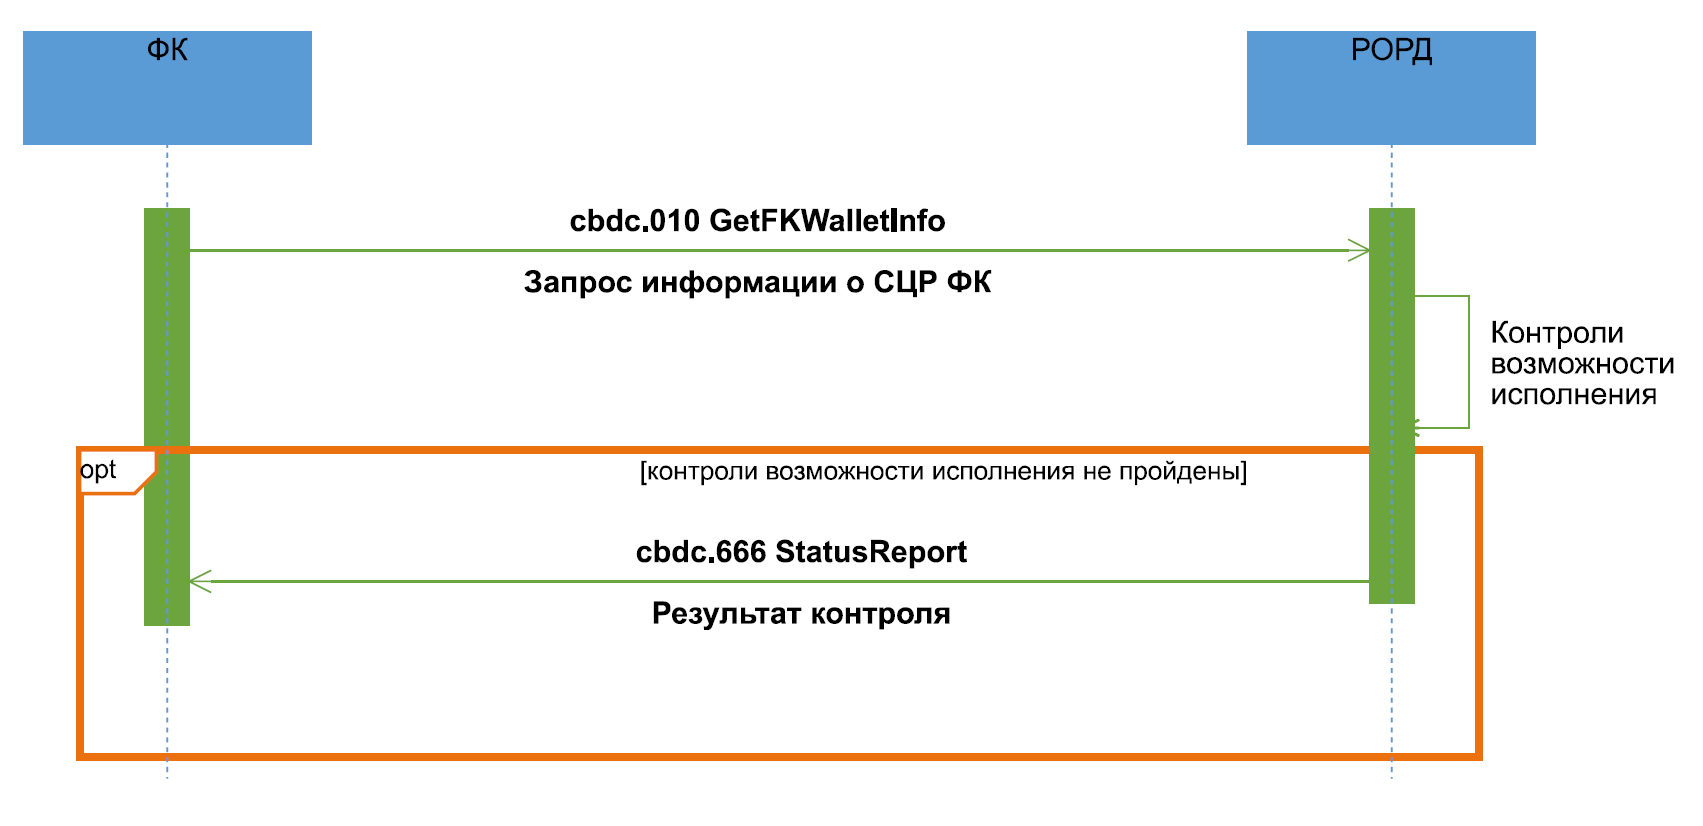 ФК
РОРД
cbdc.010 GetFKWalletInfo
Запрос информации о СЦР ФК
Контроли
возможности
исполнения
opt
[контроли возможности исполнения не пройдены]
cbdc.666 StatusReport
Результат контроля